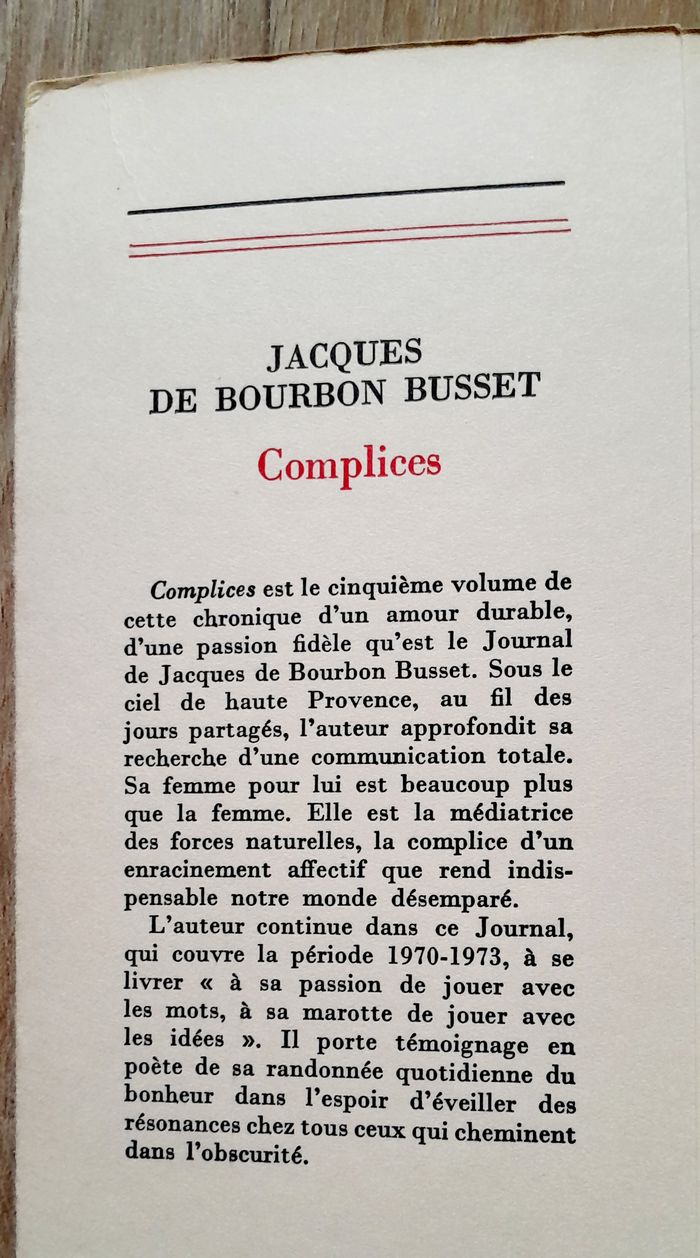 JACQUES
DE BOURBON BUSSET
Complices
Complices est le cinquième volume de
cette chronique d'un amour durable,
d'une passion fidèle qu'est le Journal
de Jacques de Bourbon Busset. Sous le
ciel de haute Provence, au fil des
jours partagés, l'auteur approfondit sa
recherche d'une communication totale.
Sa femme pour lui est beaucoup plus
que la femme. Elle est la médiatrice
des forces naturelles, la complice d'un
enracinement affectif que rend indis-
pensable notre monde désemparé.
L'auteur continue dans ce Journal,
qui couvre la période 1970-1973, à se
livrer « à sa passion de jouer avec
les mots, à sa marotte de jouer avec
les idées ». Il porte témoignage en
poète de sa randonnée quotidienne du
bonheur dans l'espoir d'éveiller des
résonances chez tous ceux qui cheminent
dans l'obscurité.